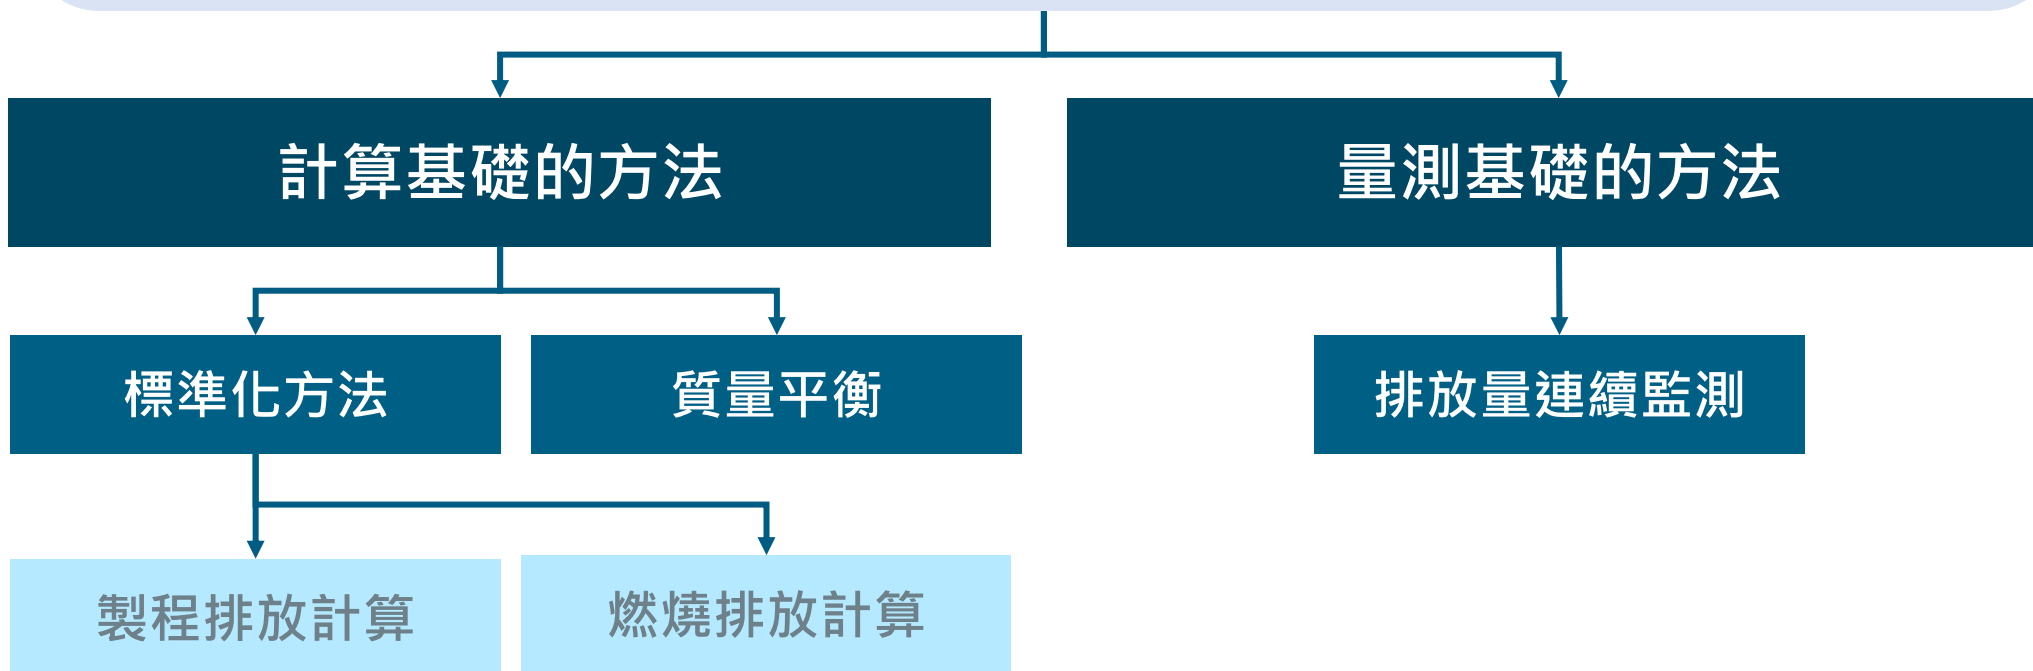 計算基礎的方法
量測基礎的方法
標準化方法
質量平衡
排放量連續監測
製程排放計算
燃燒排放計算